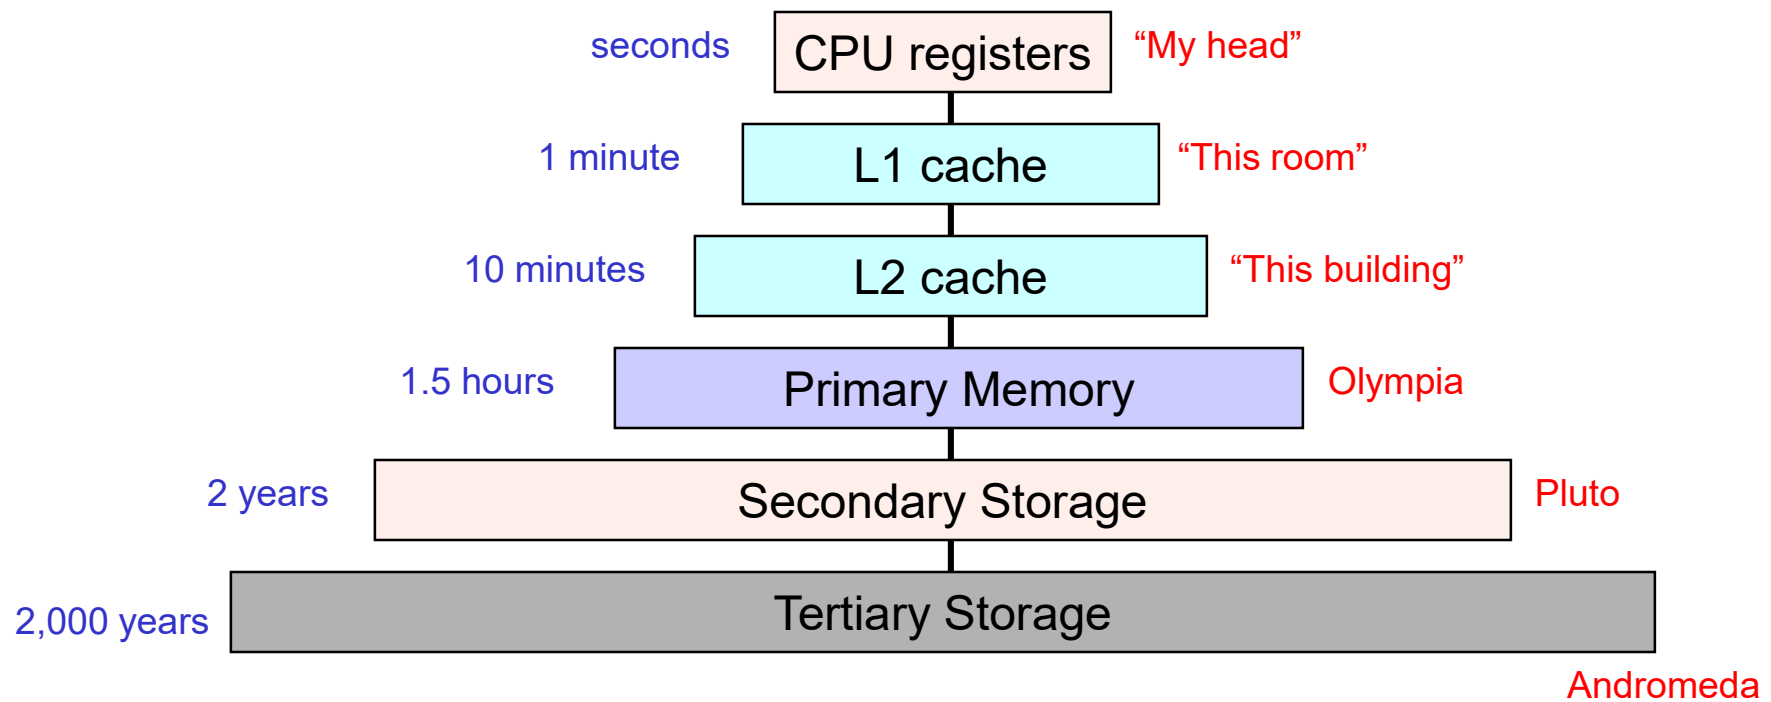 seconds CPU registers “My head”
1 minute L1 cache “This room”
10 minutes L2 cache “This building”
1.5 hours Primary Memory Olympia
2 years Secondary Storage Pluto
2,000 years Tertiary Storage
Andromeda